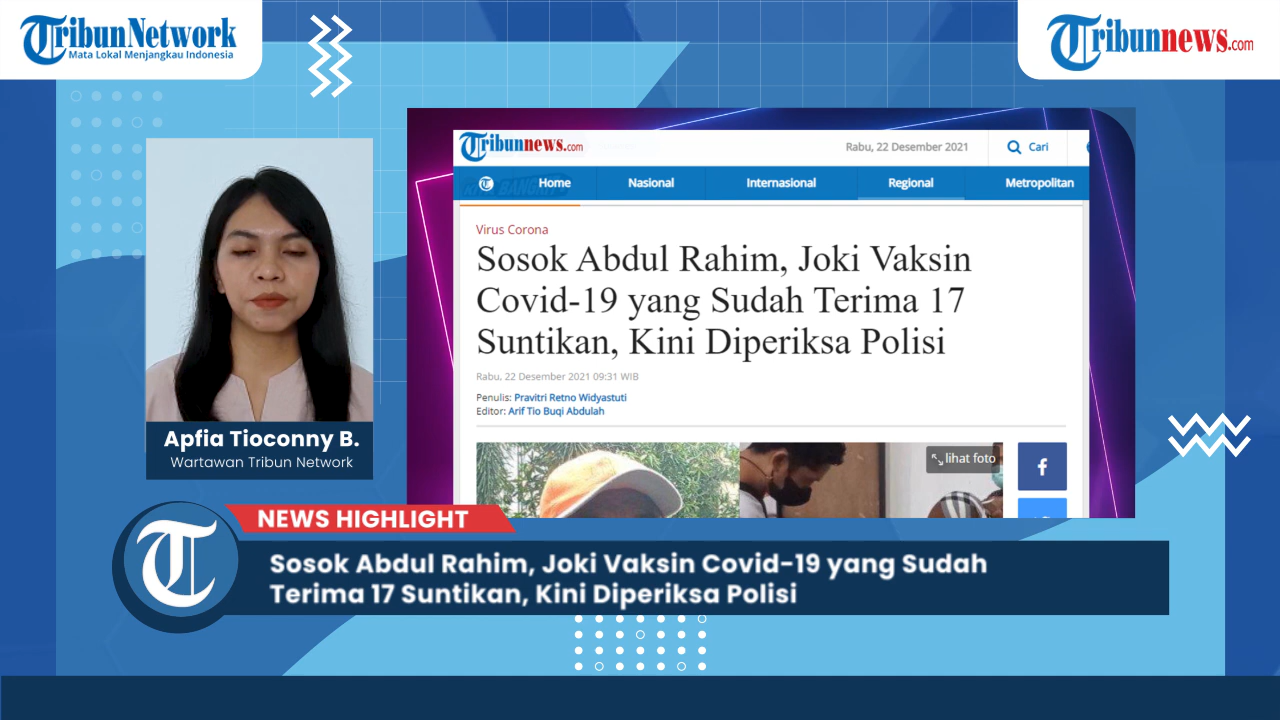 TribunNetwork
Mata Lokal Menjangkau Indonesia
Tribunnews.com
Tribunnews.com
Rabu, 22 Desember 2021
Cari
Home
Nasional
Internasional
Regional
Metropolitan
Virus Corona
Sosok Abdul Rahim, Joki Vaksin
Covid-19 yang Sudah Terima 17
Suntikan, Kini Diperiksa Polisi
Rabu, 22 Desember 2021 09:31 WIB
Penulis: Pravitri Retno Widyastuti
Editor: Arif Tio Buqi Abdulah
lihat foto
Apfia Tioconny B.
Wartawan Tribun Network
NEWS HIGHLIGHT
Sosok Abdul Rahim, Joki Vaksin Covid-19 yang Sudah
Terima 17 Suntikan, Kini Diperiksa Polisi